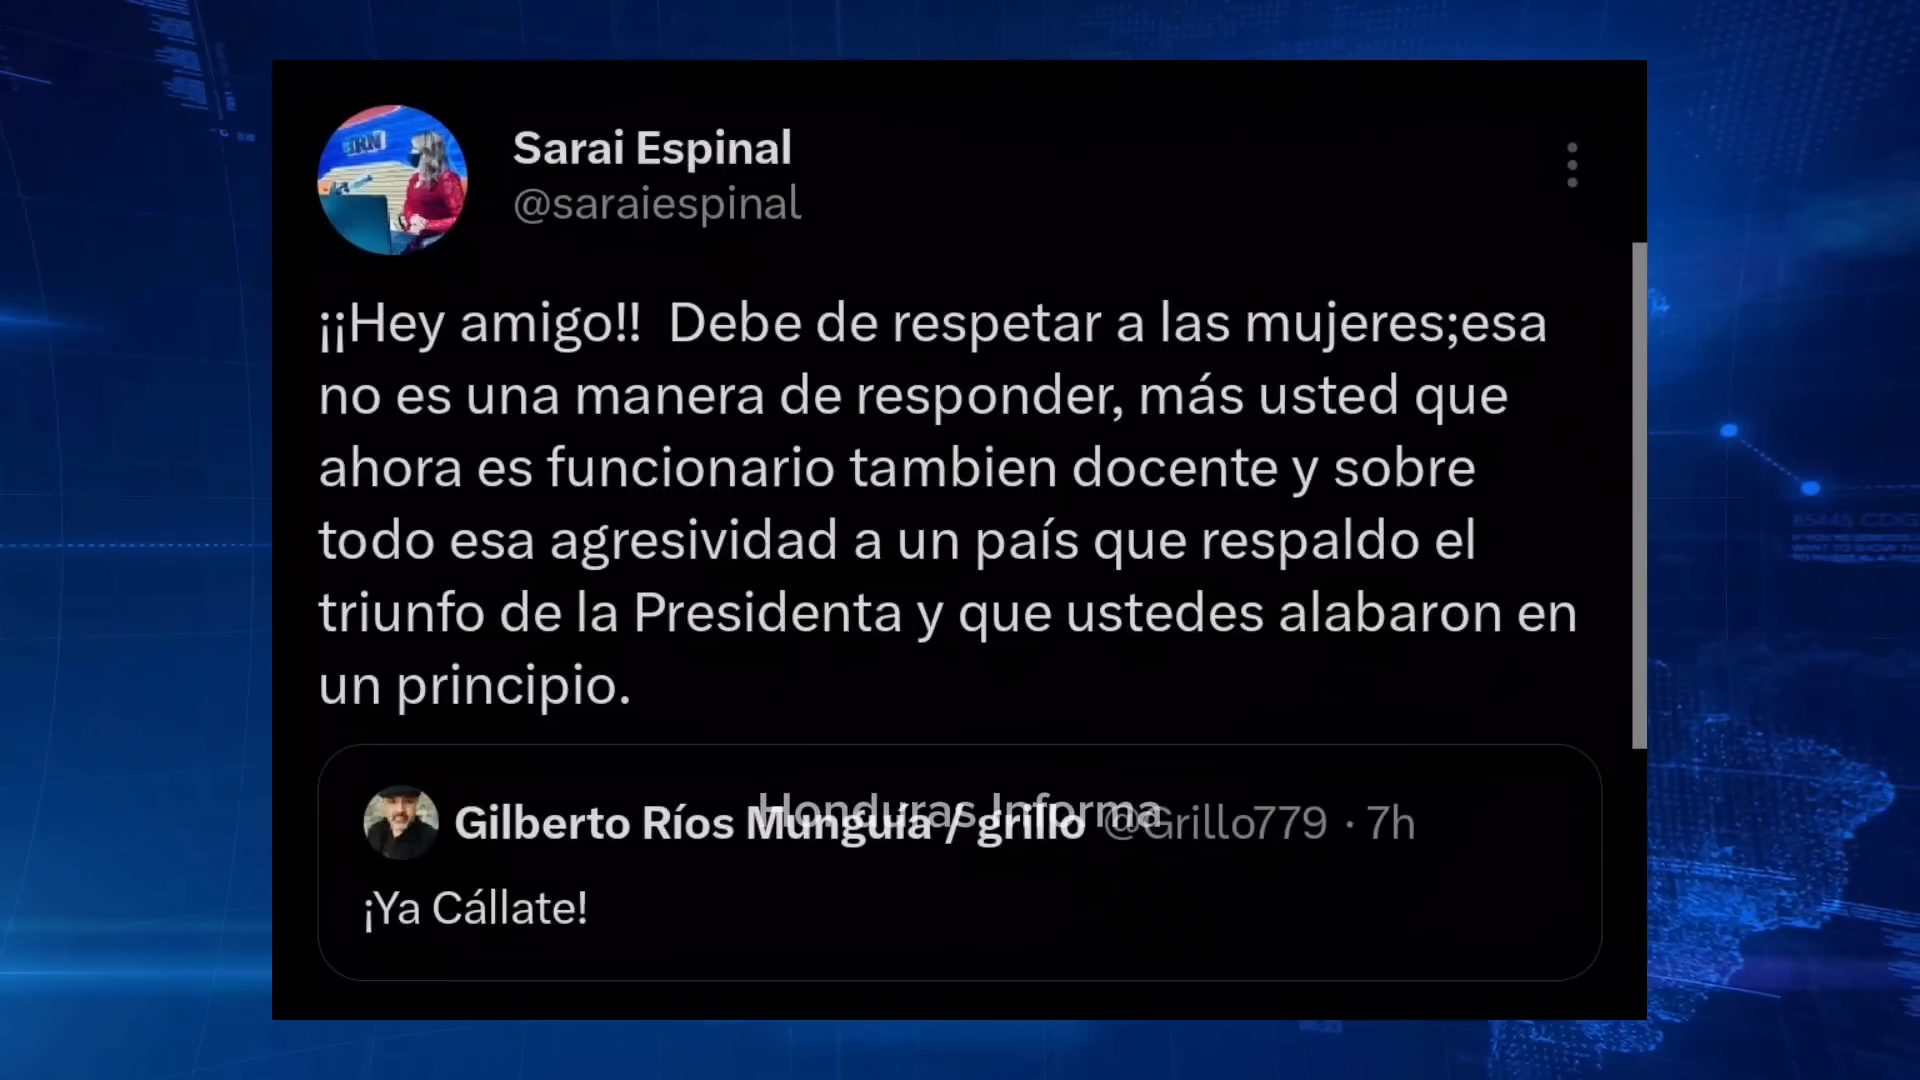 Sarai Espinal
@saraiespinal
¡¡Hey amigo!! Debe de respetar a las mujeres;esa
no es una manera de responder, más usted que
ahora es funcionario tambien docente y sobre
todo esa agresividad a un país que respaldo el
triunfo de la Presidenta y que ustedes alabaron en
un principio.
Gilberto Ríos Munguía / grillo @Grillo779 · 7h
Honduras Informa
¡Ya Cállate!